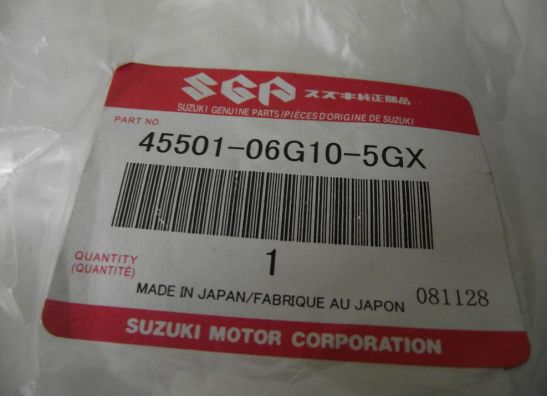 SGP スズキ純正部品
SUZUKI GENUINE PARTS/PIÈCES D'ORIGINE DE SUZUKI
PART NO.
45501-06G10-5GX
QUANTITY
(QUANTITÉ)
1
MADE IN JAPAN/FABRIQUE AU JAPON 081128
SUZUKI MOTOR CORPORATION